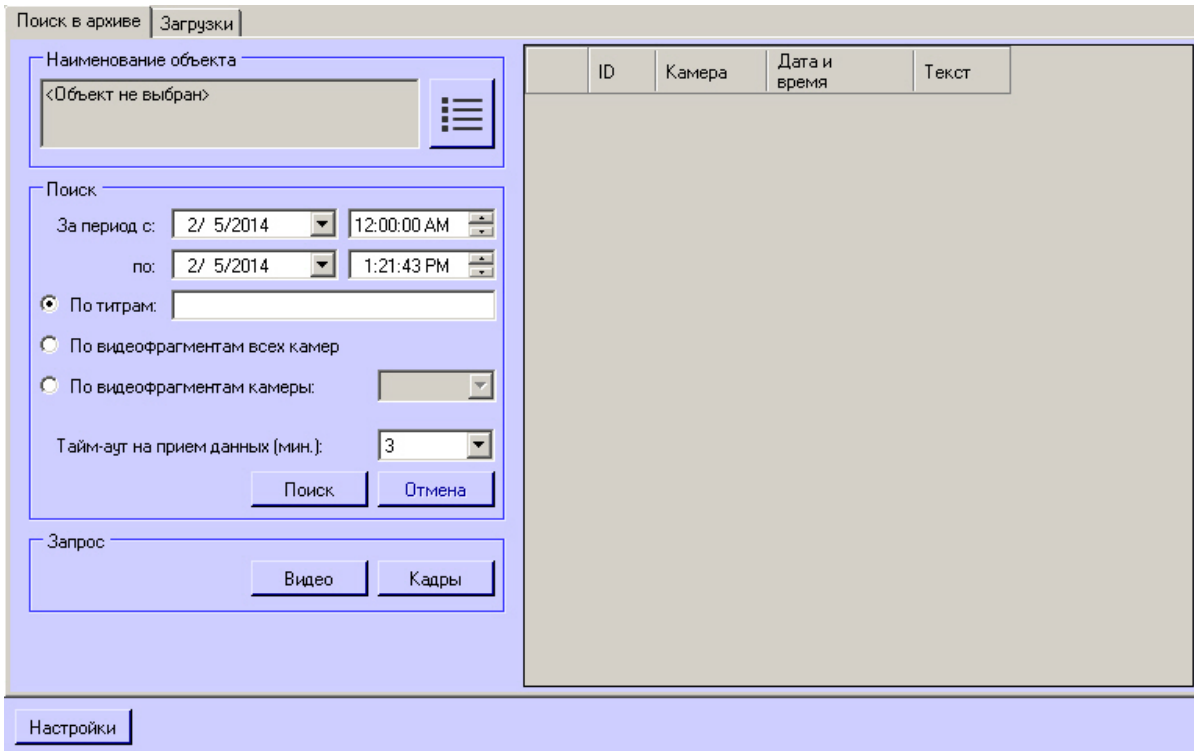 Поиск в архиве Загрузки
Наименование объекта
<Объект не выбран>
Поиск
За период с: 2/ 5/2014 12:00:00 AM
по: 2/ 5/2014 1:21:43 PM
По титрам:
По видеофрагментам всех камер
По видеофрагментам камеры:
Тайм-аут на прием данных (мин.): 3
Поиск Отмена
Запрос
Видео Кадры
ID Камера Дата и время Текст
Настройки